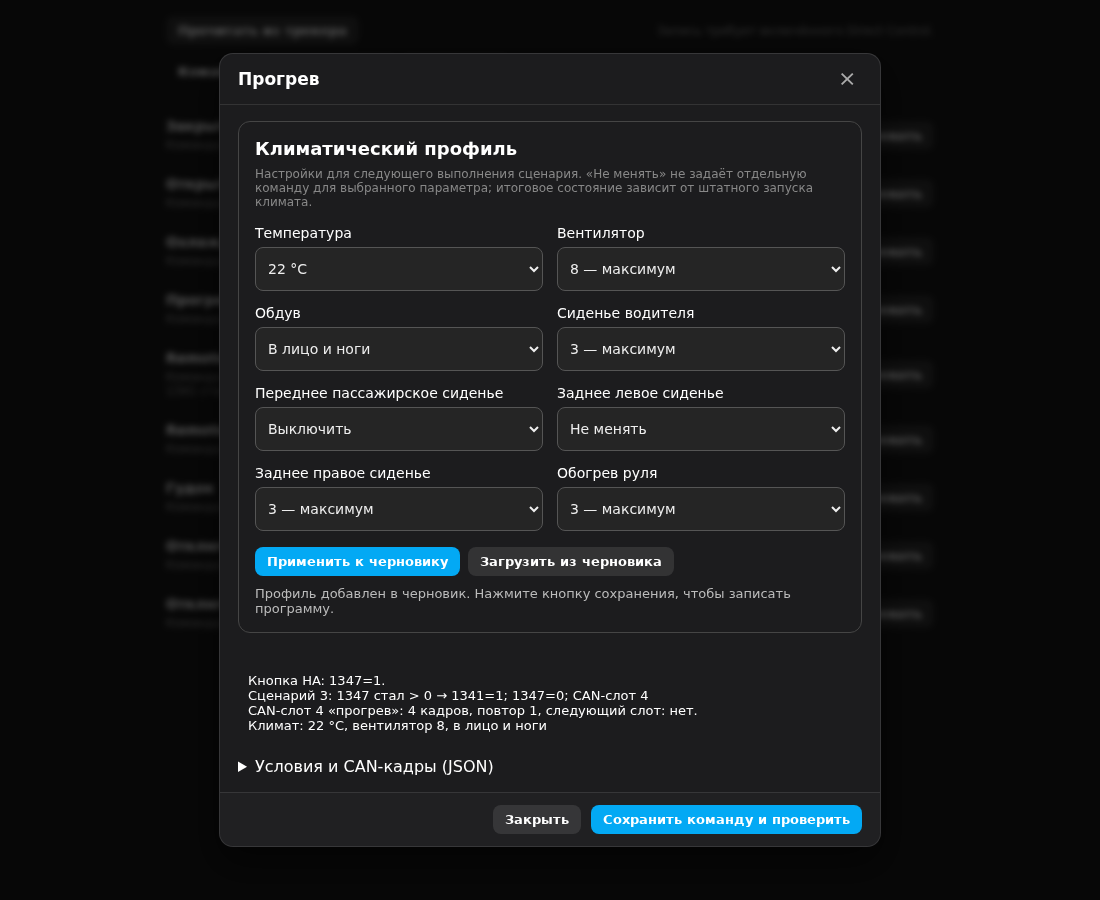 Прогрев
Климатический профиль
Настройки для следующего выполнения сценария. «Не менять» не задаёт отдельную
команду для выбранного параметра; итоговое состояние зависит от штатного запуска
климата.
Температура
Вентилятор
22 °C
8 — максимум
Обдув
Сиденье водителя
В лицо и ноги
3 — максимум
Переднее пассажирское сиденье
Заднее левое сиденье
Выключить
Не менять
Заднее правое сиденье
Обогрев руля
3 — максимум
3 — максимум
Применить к черновику
Загрузить из черновика
Профиль добавлен в черновик. Нажмите кнопку сохранения, чтобы записать
программу.
Кнопка HA: 1347=1.
Сценарий 3: 1347 стал > 0 → 1341=1; 1347=0; CAN-слот 4
CAN-слот 4 «прогрев»: 4 кадров, повтор 1, следующий слот: нет.
Климат: 22 °C, вентилятор 8, в лицо и ноги
Условия и CAN-кадры (JSON)
Закрыть
Сохранить команду и проверить